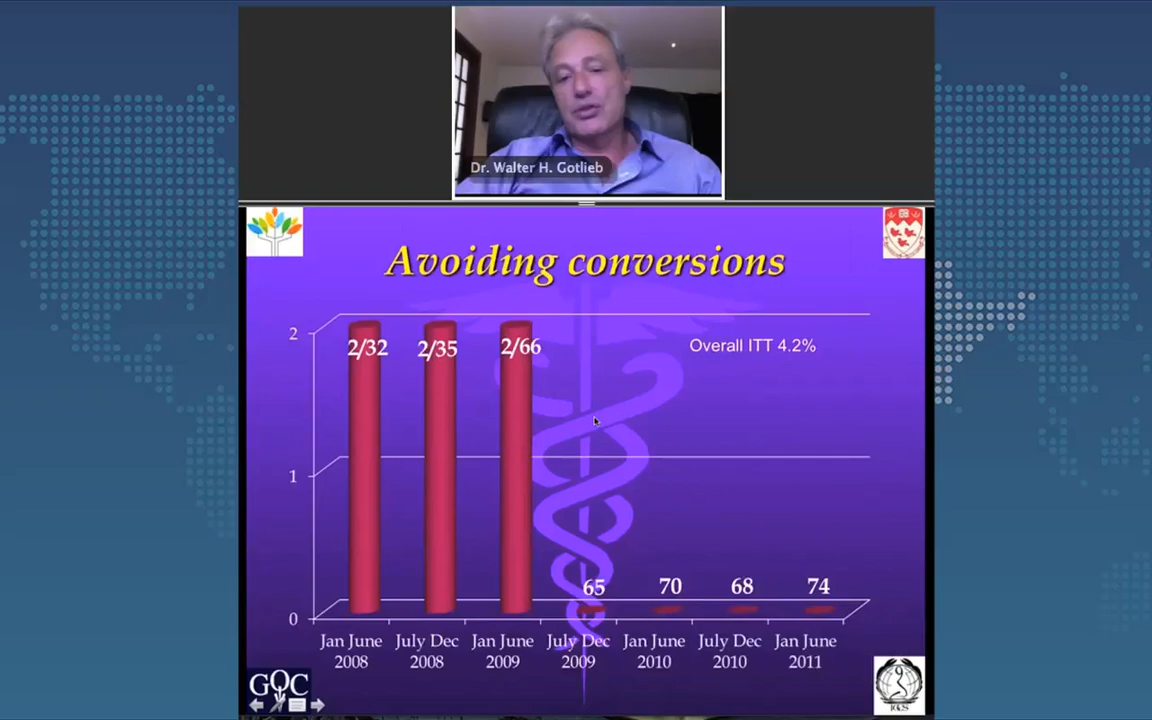 Dr. Walter H. Gotlieb
Avoiding conversions
2
2/32 2/35 2/66
Overall ITT 4.2%
1
65 70 68 74
0
Jan June July Dec Jan June July Dec Jan June July Dec Jan June
2008 2008 2009 2009 2010 2010 2011
GOC